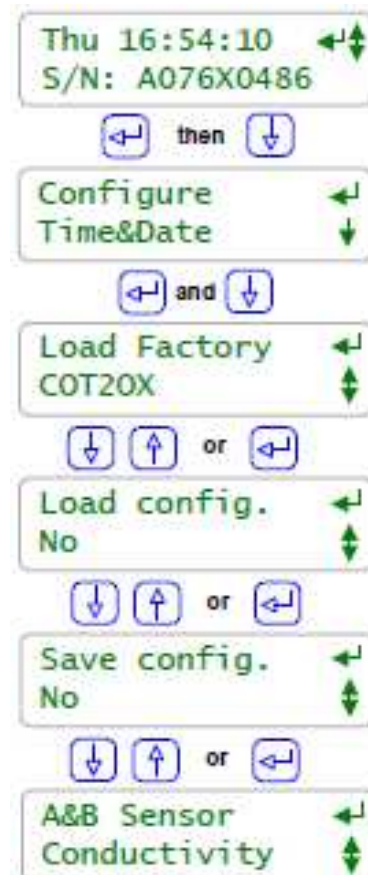 Thu 16:54:10
S/N: A076X0486
then
Configure
Time&Date
and
Load Factory
COT2OX
or
Load config.
No
or
Save config.
No
or
A&B Sensor
Conductivity